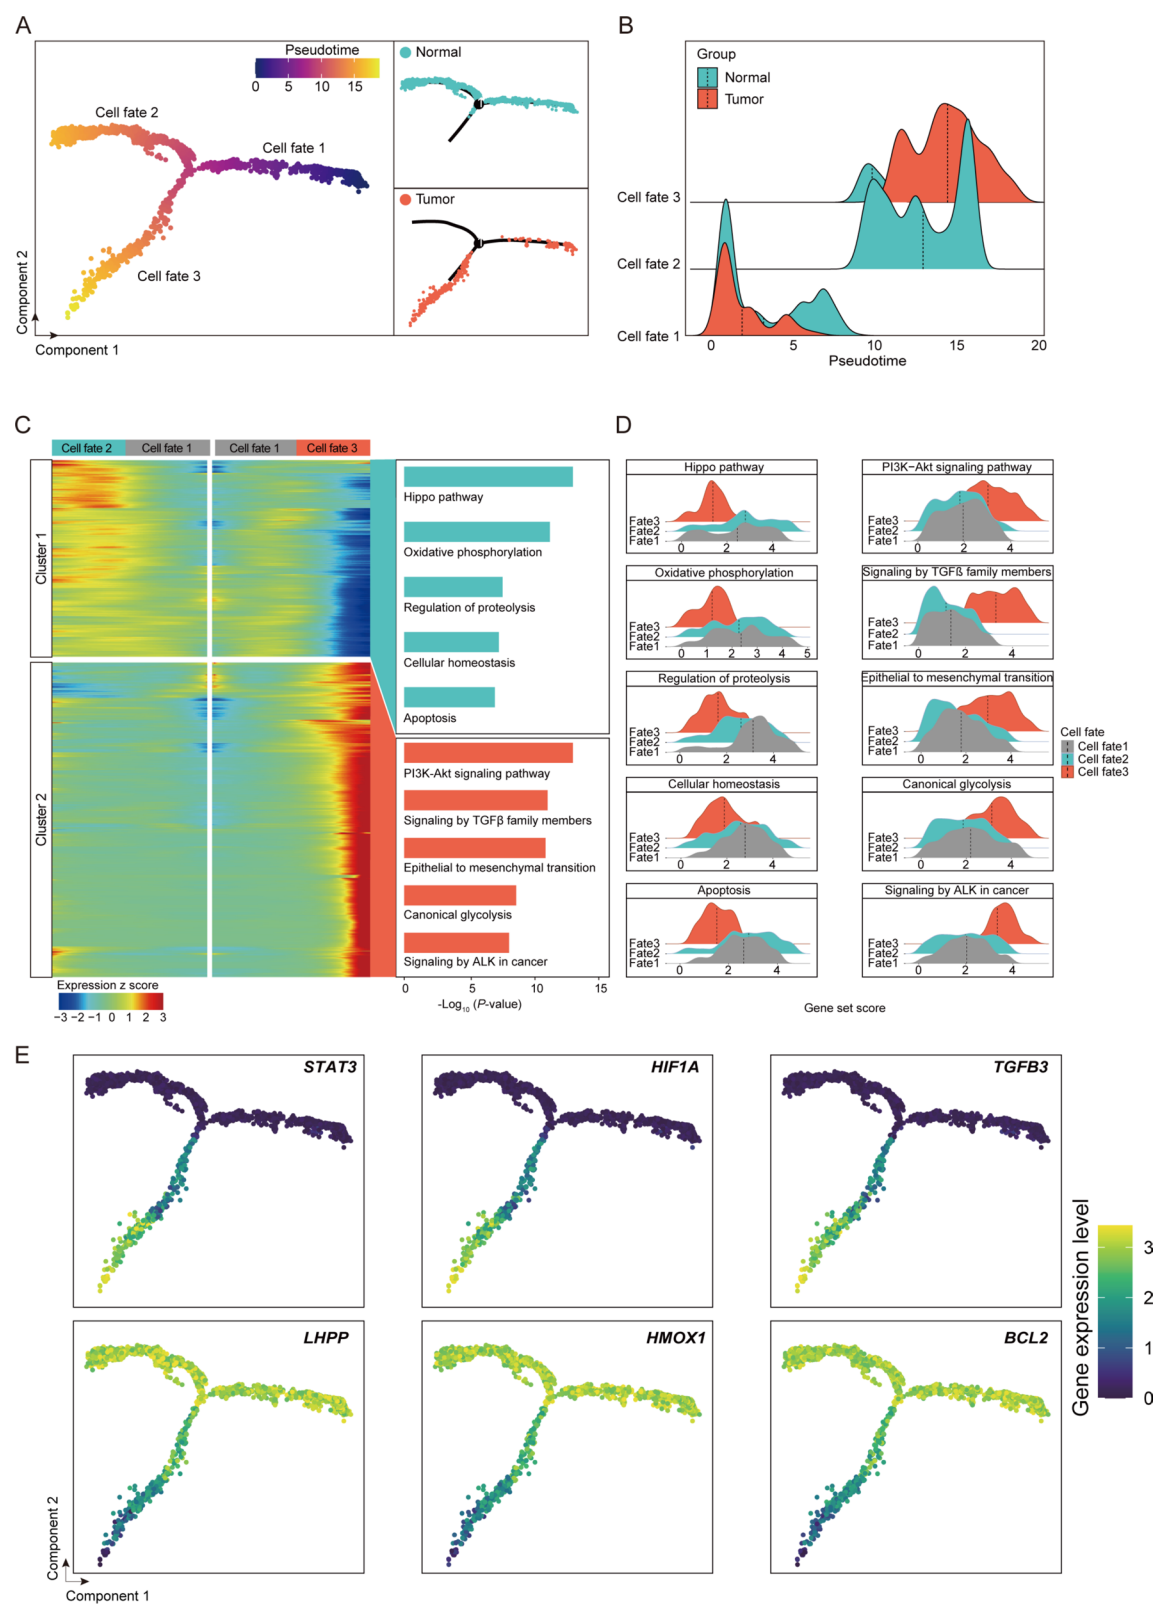 A
Pseudotime
0 5 10 15
Cell fate 2
Cell fate 1
Cell fate 3
Component 2
Component 1
Normal
Tumor
B
Group
Normal
Tumor
Cell fate 3
Cell fate 2
Cell fate 1
0 5 10 15 20
Pseudotime
C
Cell fate 2 Cell fate 1 Cell fate 1 Cell fate 3
Cluster 1
Cluster 2
Hippo pathway
Oxidative phosphorylation
Regulation of proteolysis
Cellular homeostasis
Apoptosis
PI3K-Akt signaling pathway
Signaling by TGFβ family members
Epithelial to mesenchymal transition
Canonical glycolysis
Signaling by ALK in cancer
0 5 10 15
-Log10 (P-value)
Expression z score
−3 −2 −1 0 1 2 3
D
Hippo pathway
Fate3
Fate2
Fate1
0 2 4
PI3K−Akt signaling pathway
Fate3
Fate2
Fate1
0 2 4
Oxidative phosphorylation
Fate3
Fate2
Fate1
0 1 2 3 4 5
Signaling by TGFß family members
Fate3
Fate2
Fate1
0 2 4
Regulation of proteolysis
Fate3
Fate2
Fate1
0 2 4
Epithelial to mesenchymal transition
Fate3
Fate2
Fate1
0 2 4
Cellular homeostasis
Fate3
Fate2
Fate1
0 2 4
Canonical glycolysis
Fate3
Fate2
Fate1
0 2 4
Apoptosis
Fate3
Fate2
Fate1
0 2 4
Signaling by ALK in cancer
Fate3
Fate2
Fate1
0 2 4
Cell fate
Cell fate1
Cell fate2
Cell fate3
Gene set score
E
STAT3
HIF1A
TGFB3
LHPP
HMOX1
BCL2
Gene expression level
3
2
1
0
Component 2
Component 1